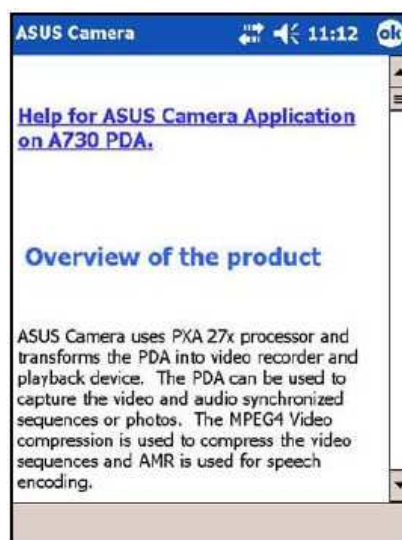 ASUS Camera 11:12 ok
Help for ASUS Camera Application
on A730 PDA.
Overview of the product
ASUS Camera uses PXA 27x processor and
transforms the PDA into video recorder and
playback device. The PDA can be used to
capture the video and audio synchronized
sequences or photos. The MPEG4 Video
compression is used to compress the video
sequences and AMR is used for speech
encoding.